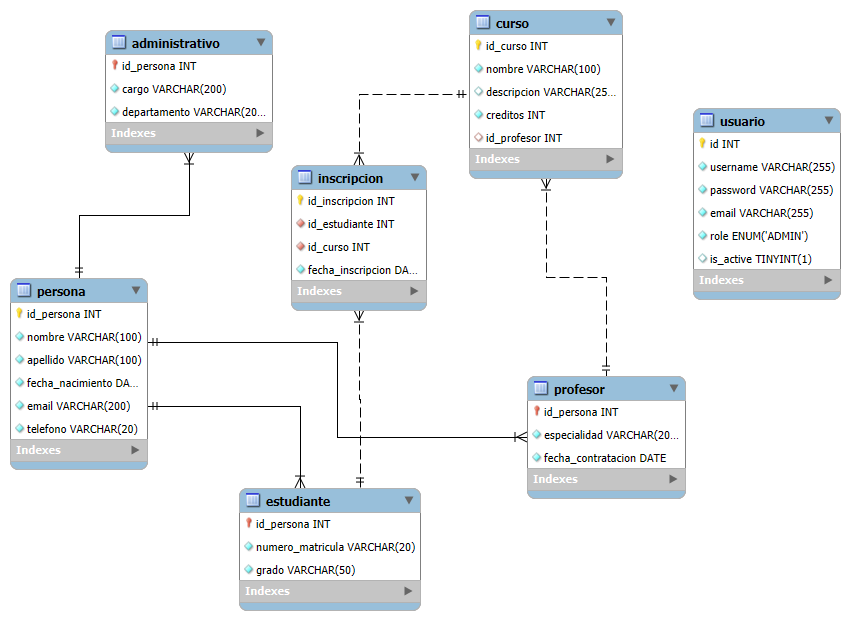 administrativo
id_persona INT
cargo VARCHAR(200)
departamento VARCHAR(20...
Indexes
curso
id_curso INT
nombre VARCHAR(100)
descripcion VARCHAR(25...
creditos INT
id_profesor INT
Indexes
usuario
id INT
username VARCHAR(255)
password VARCHAR(255)
email VARCHAR(255)
role ENUM('ADMIN')
is_active TINYINT(1)
Indexes
inscripcion
id_inscripcion INT
id_estudiante INT
id_curso INT
fecha_inscripcion DA...
Indexes
persona
id_persona INT
nombre VARCHAR(100)
apellido VARCHAR(100)
fecha_nacimiento DA...
email VARCHAR(200)
telefono VARCHAR(20)
Indexes
profesor
id_persona INT
especialidad VARCHAR(20...
fecha_contratacion DATE
Indexes
estudiante
id_persona INT
numero_matricula VARCHAR(20)
grado VARCHAR(50)
Indexes